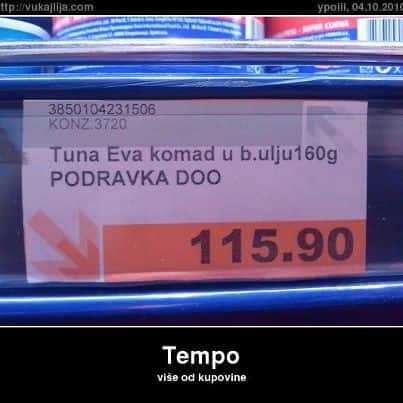 http://vukajlija.com
ypoiii, 04.10.2010
3850104231506
KONZ.3720
Tuna Eva komad u b.ulju160g
PODRAVKA DOO
115.90
Tempo
više od kupovine